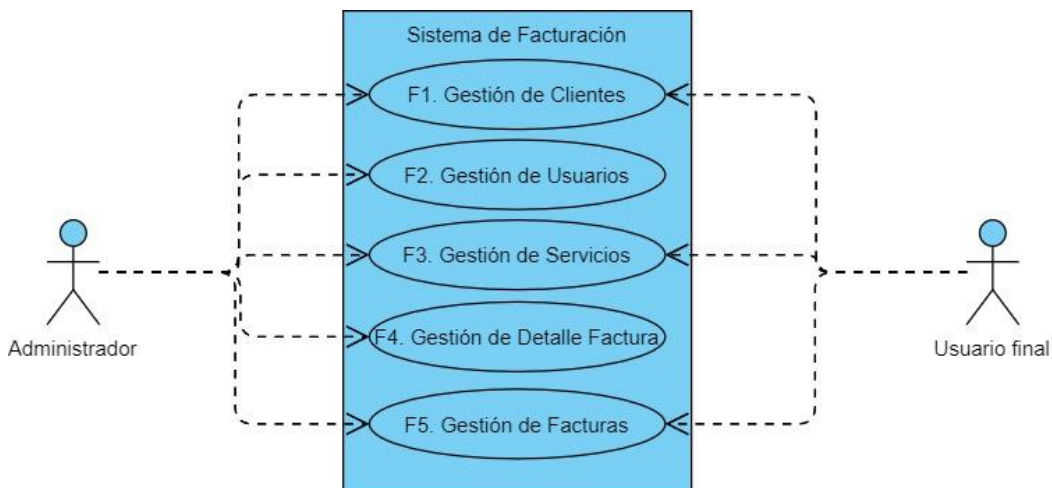 Sistema de Facturación
F1. Gestión de Clientes
F2. Gestión de Usuarios
F3. Gestión de Servicios
F4. Gestión de Detalle Factura
F5. Gestión de Facturas
Administrador
Usuario final